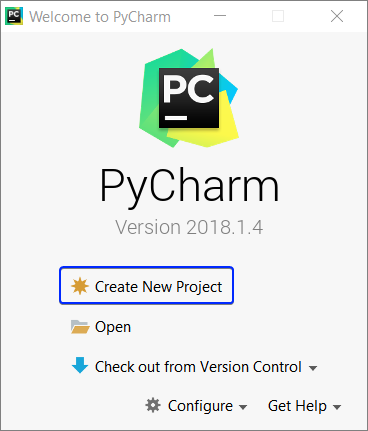 PC Welcome to PyCharm
PC
PyCharm
Version 2018.1.4
Create New Project
Open
Check out from Version Control
Configure Get Help